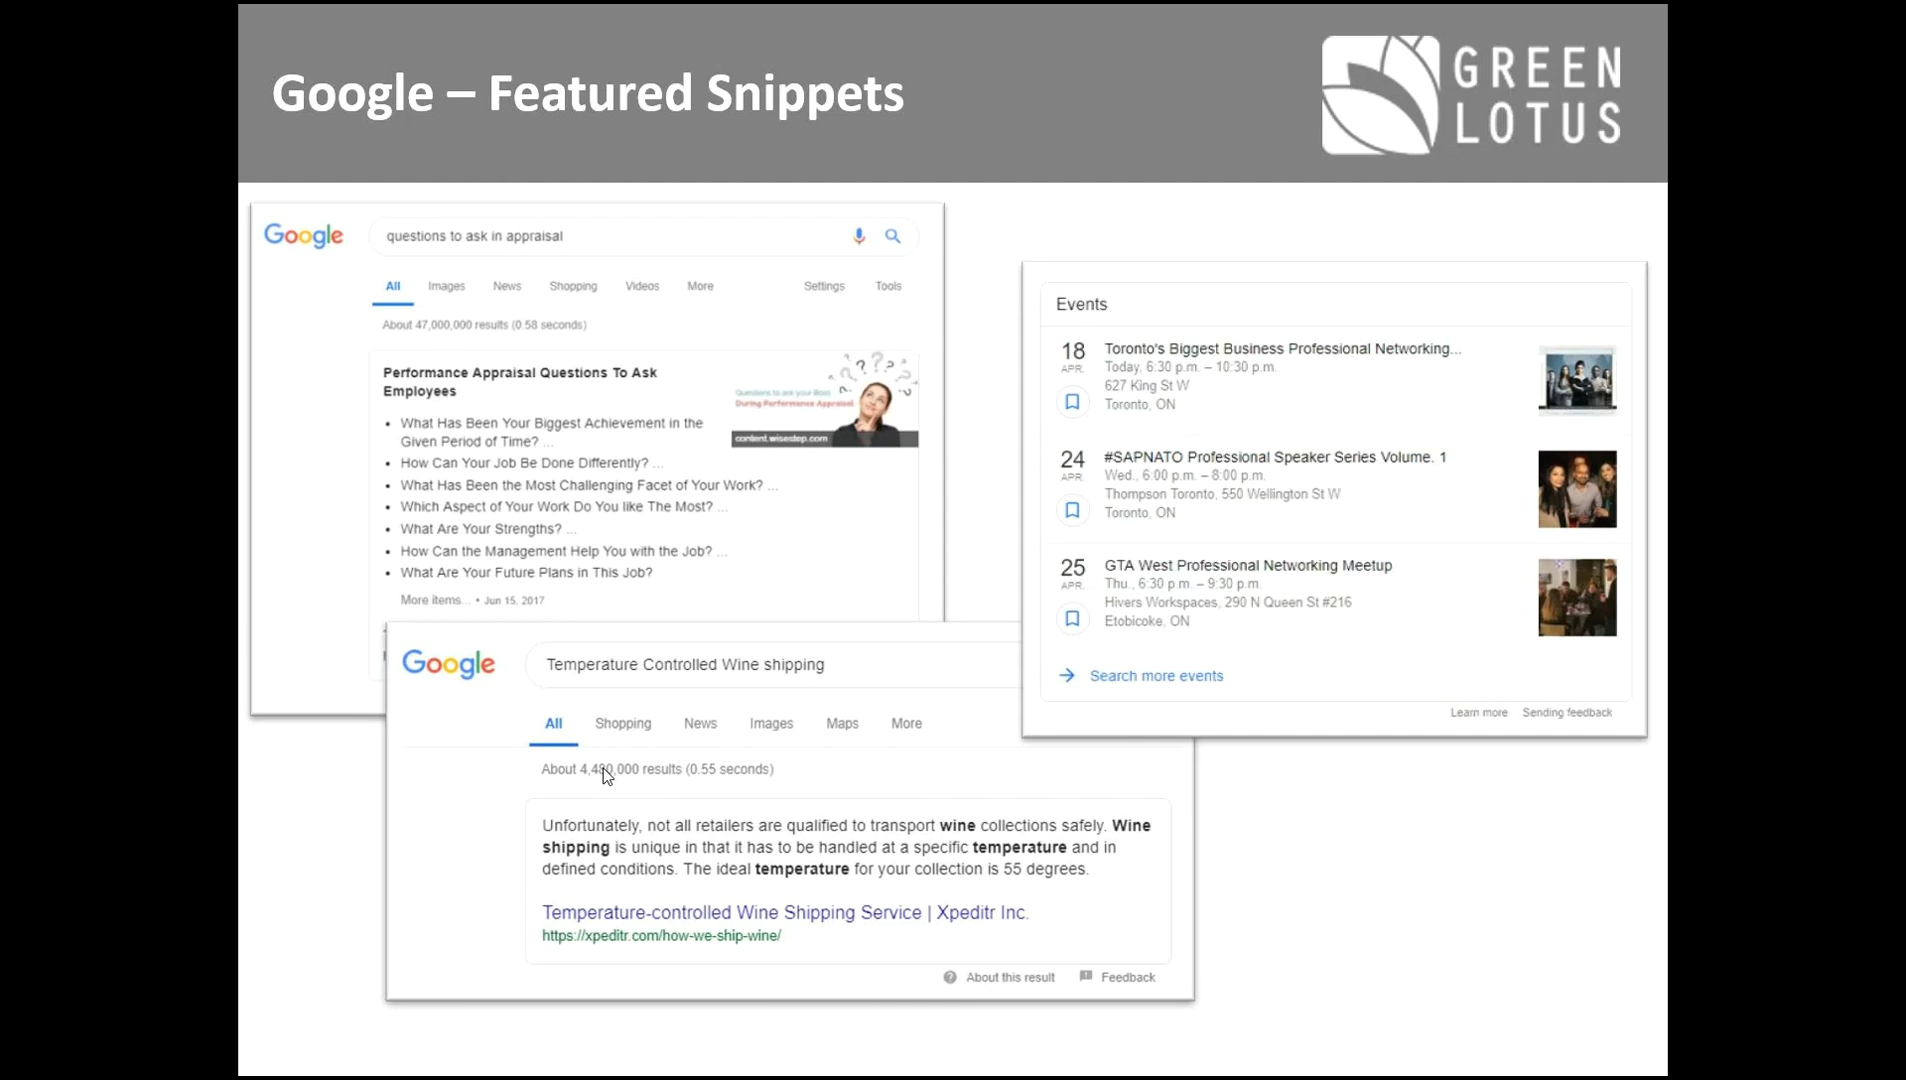 Google – Featured Snippets
GREEN
LOTUS
Google
questions to ask in appraisal
All Images News Shopping Videos More Settings Tools
About 47,000,000 results (0.58 seconds)
Performance Appraisal Questions To Ask
Employees
Questions to ask your Boss
During Performance Appraisal
content.wisestep.com
• What Has Been Your Biggest Achievement in the
Given Period of Time? ...
• How Can Your Job Be Done Differently? ...
• What Has Been the Most Challenging Facet of Your Work? ...
• Which Aspect of Your Work Do You like The Most? ...
• What Are Your Strengths? ...
• How Can the Management Help You with the Job? ...
• What Are Your Future Plans in This Job?
More items... • Jun 15, 2017
Google
Temperature Controlled Wine shipping
All Shopping News Images Maps More
About 4,480,000 results (0.55 seconds)
Unfortunately, not all retailers are qualified to transport wine collections safely. Wine
shipping is unique in that it has to be handled at a specific temperature and in
defined conditions. The ideal temperature for your collection is 55 degrees.
Temperature-controlled Wine Shipping Service | Xpeditr Inc.
https://xpeditr.com/how-we-ship-wine/
About this result Feedback
Events
18 Toronto's Biggest Business Professional Networking...
APR. Today, 6:30 p.m. – 10:30 p.m.
627 King St W
Toronto, ON
24 #SAPNATO Professional Speaker Series Volume. 1
APR. Wed., 6:00 p.m. – 8:00 p.m.
Thompson Toronto, 550 Wellington St W
Toronto, ON
25 GTA West Professional Networking Meetup
APR. Thu., 6:30 p.m. – 9:30 p.m.
Hivers Workspaces, 290 N Queen St #216
Etobicoke, ON
Search more events
Learn more Sending feedback